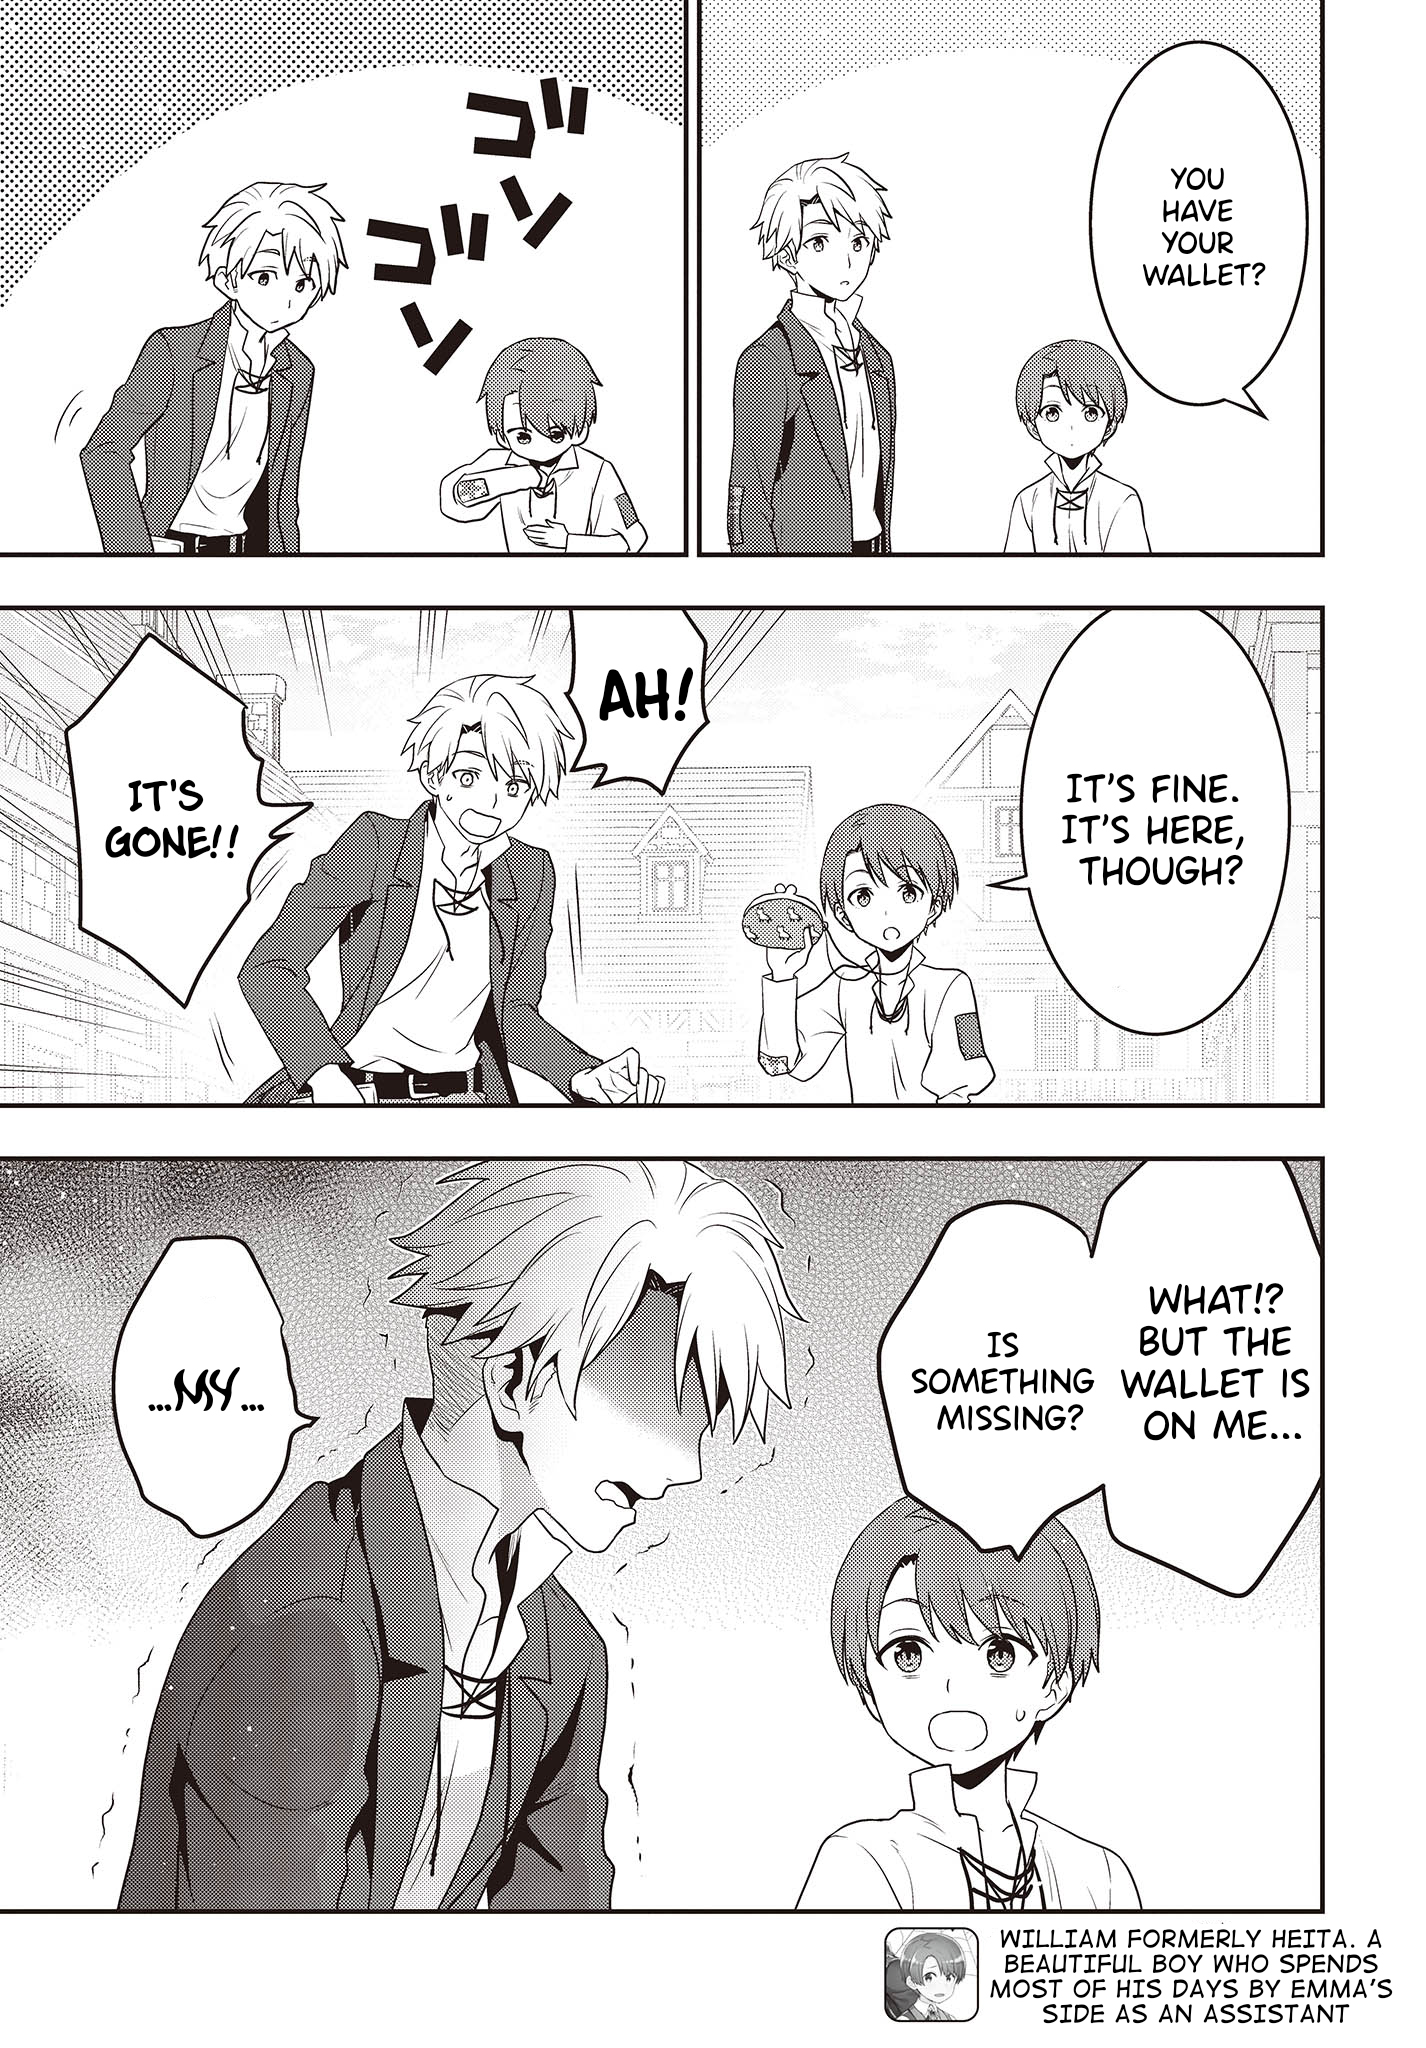 YOU
HAVE
YOUR
WALLET?
ゴソ
ゴソ
IT'S FINE.
IT'S HERE,
THOUGH?
AH!
IT'S
GONE!!
WHAT!?
BUT THE
WALLET IS
ON ME...
IS
SOMETHING
MISSING?
...MY...
WILLIAM FORMERLY HEITA. A
BEAUTIFUL BOY WHO SPENDS
MOST OF HIS DAYS BY EMMA'S
SIDE AS AN ASSISTANT